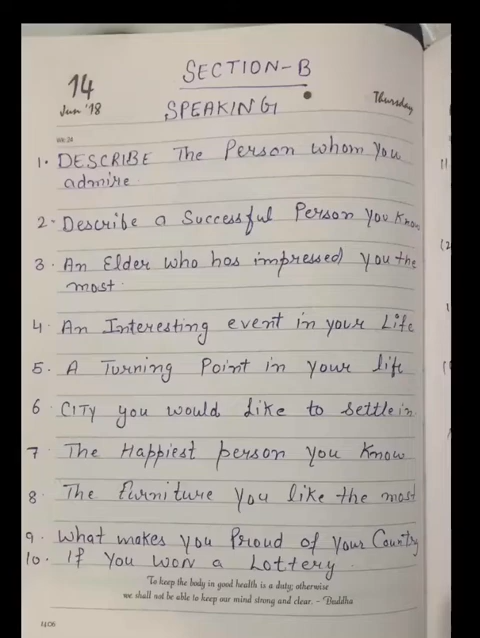 SECTION-B
14
Jun '18
Thursday
SPEAKING
1. DESCRIBE The Person whom you
admire.
2. Describe a Successful Person You Know
3. An Elder who has impressed you the
most.
4. An Interesting event in your Life
5. A Turning Point in your life
6. CITY you would like to settle in.
7. The Happiest person you know
8. The furniture you like the most
9. What makes you Proud of your Country
10. If You won a Lottery.
To keep the body in good health is a duty; otherwise
we shall not be able to keep our mind strong and clear. - Buddha